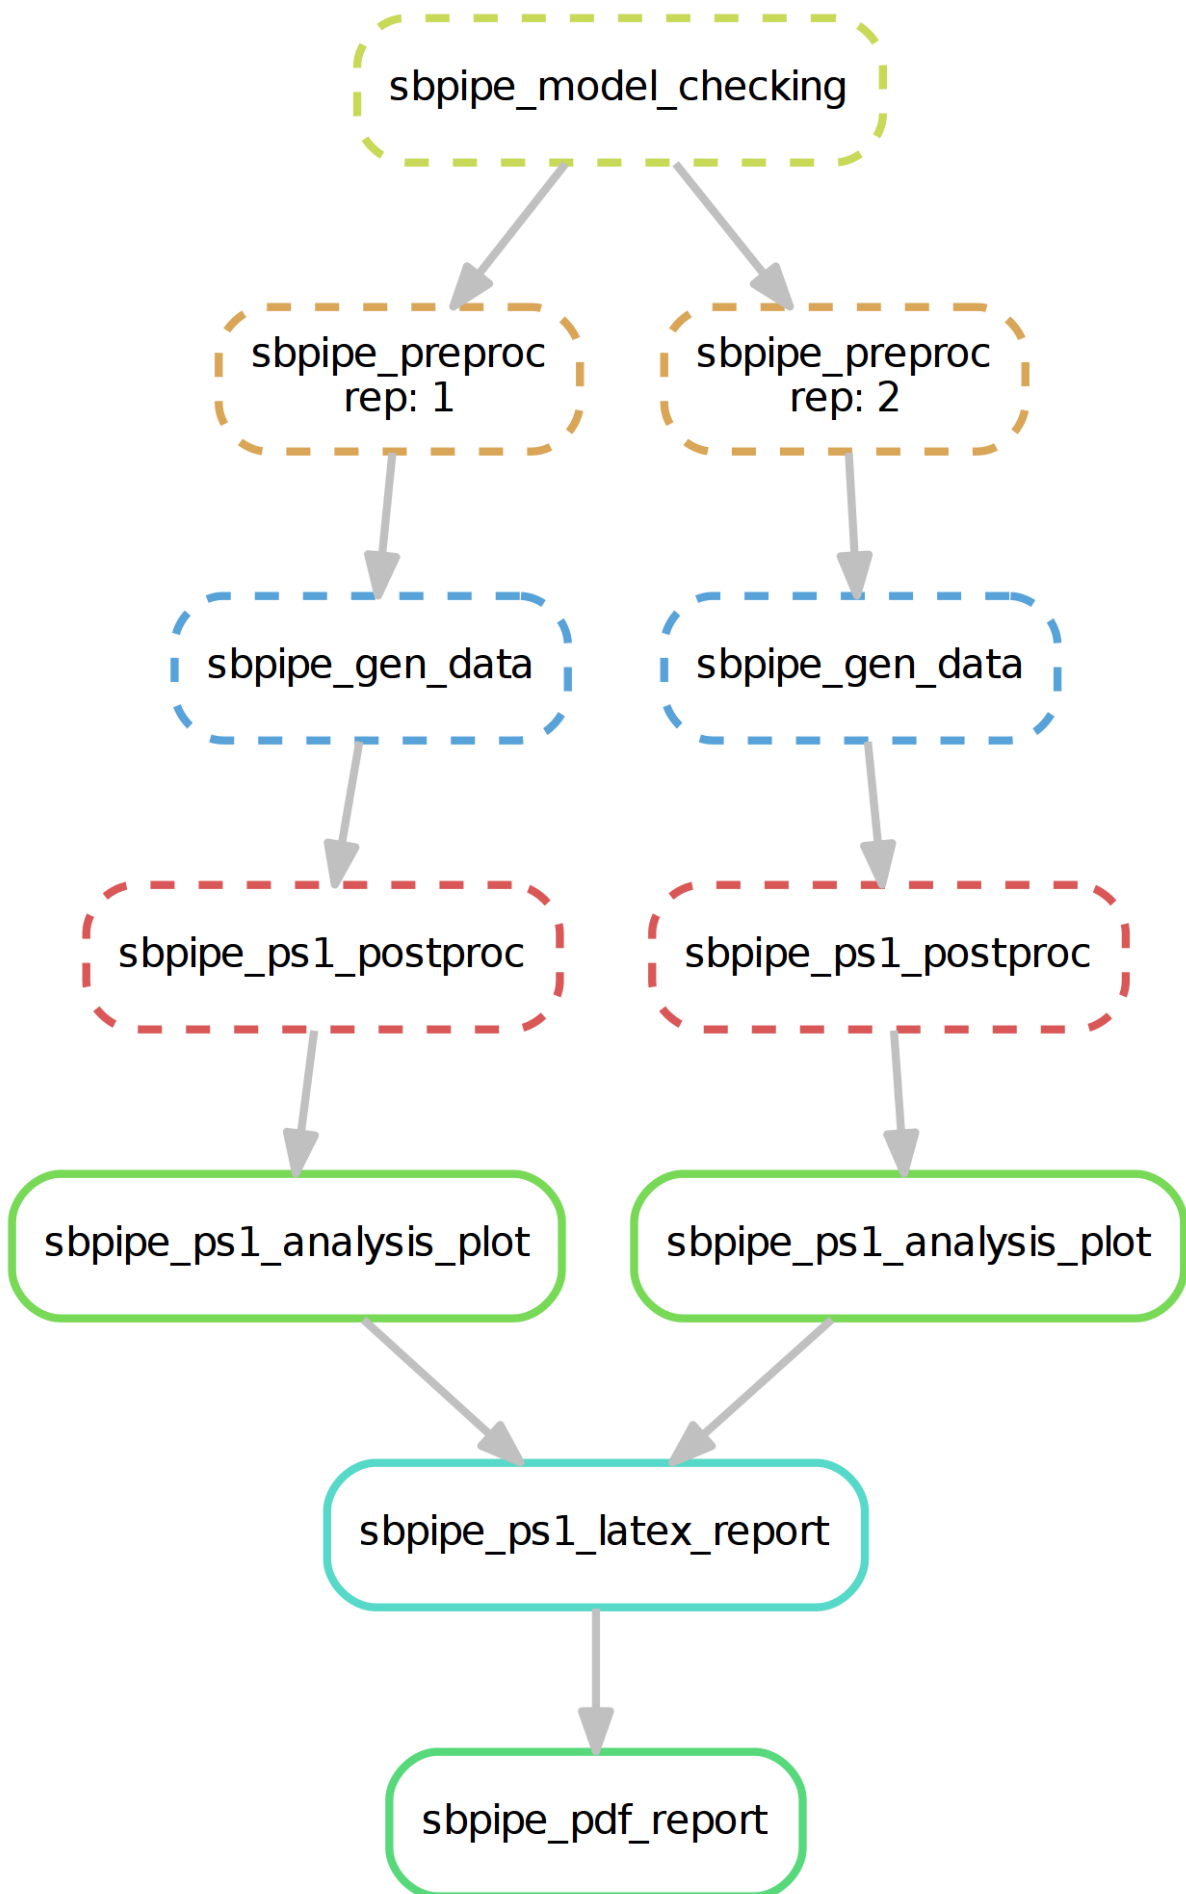 sbpipe_model_checking
sbpipe_preproc
rep: 1
sbpipe_preproc
rep: 2
sbpipe_gen_data
sbpipe_gen_data
sbpipe_ps1_postproc
sbpipe_ps1_postproc
sbpipe_ps1_analysis_plot
sbpipe_ps1_analysis_plot
sbpipe_ps1_latex_report
sbpipe_pdf_report